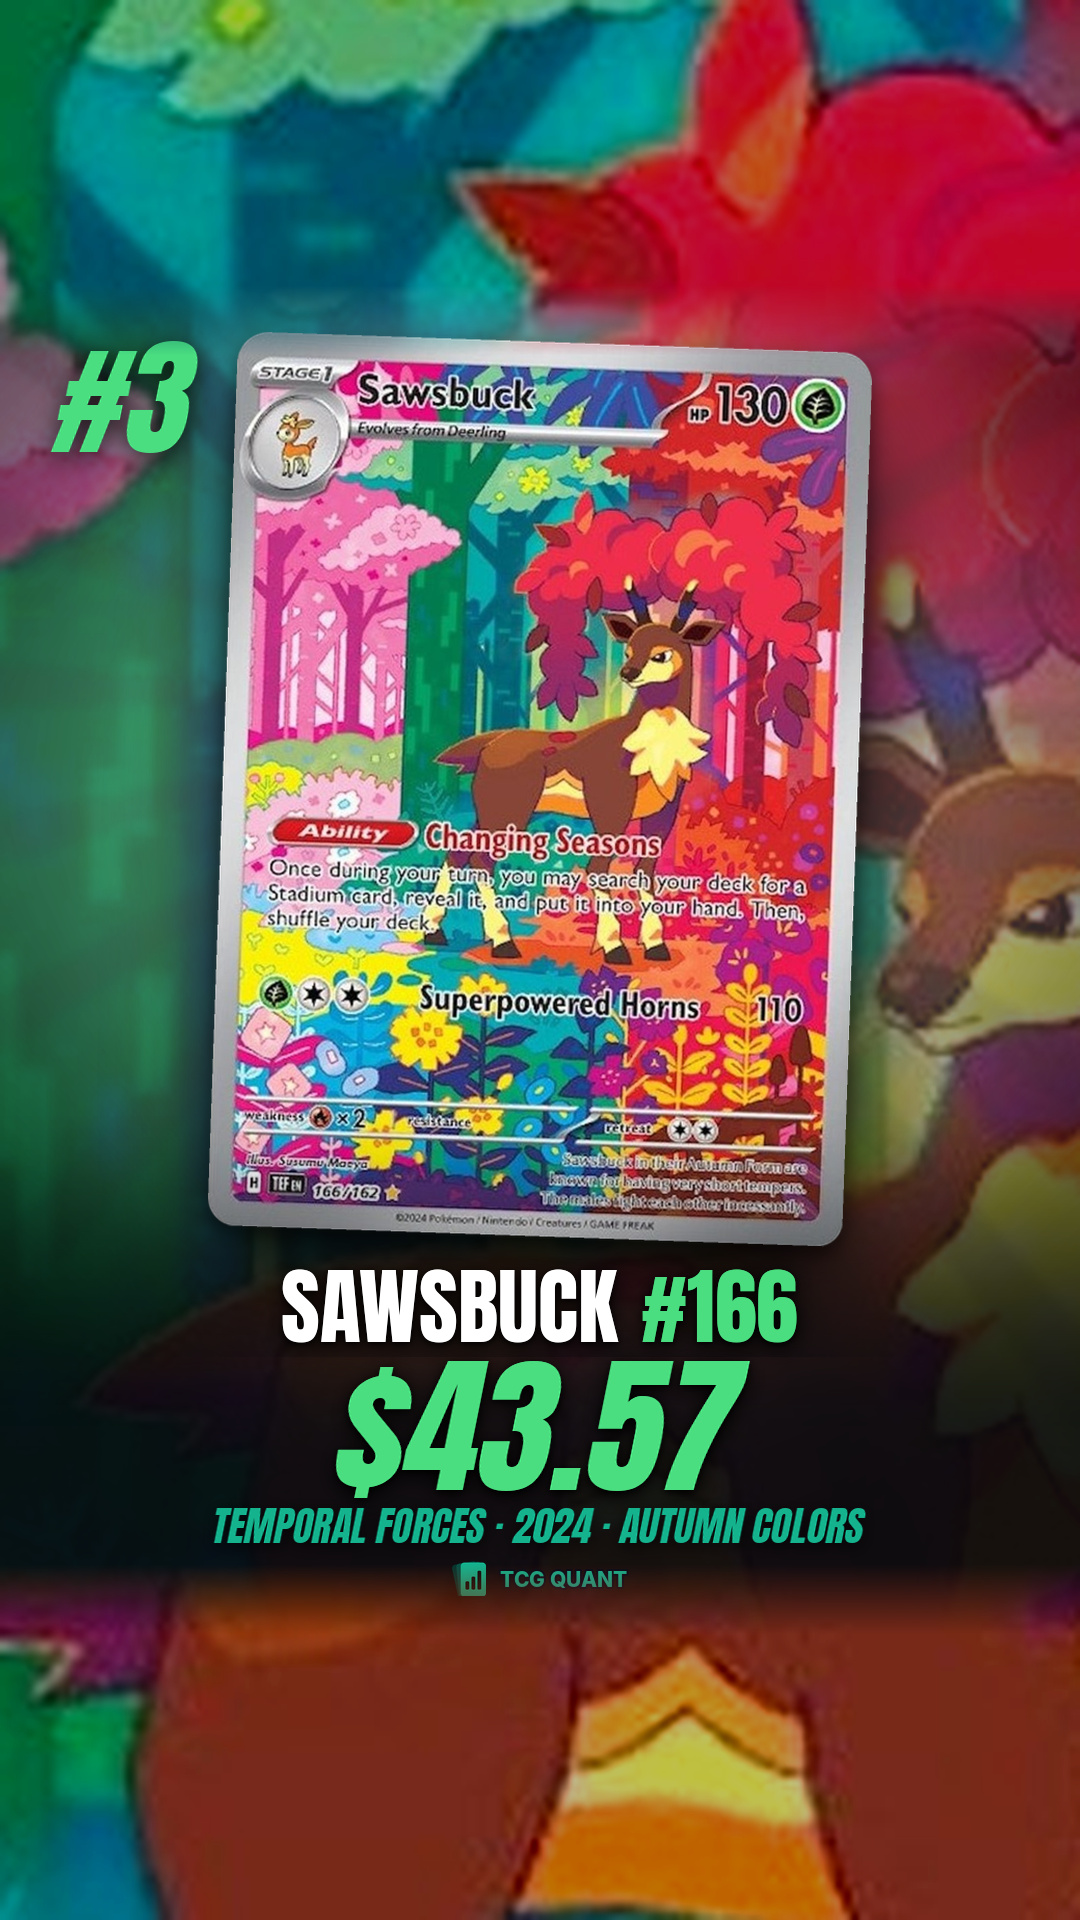 #3
STAGE 1
Sawsbuck
HP 130
Evolves from Deerling
Ability Changing Seasons
Once during your turn, you may search your deck for a
Stadium card, reveal it, and put it into your hand. Then,
shuffle your deck.
Superpowered Horns 110
weakness ×2 resistance retreat
Illus. Susumu Maeya
Sawsbuck in their Autumn Form are
known for having very short tempers.
The males fight each other incessantly.
H TEF EN 166/162
©2024 Pokémon / Nintendo / Creatures / GAME FREAK
SAWSBUCK #166
$43.57
TEMPORAL FORCES · 2024 · AUTUMN COLORS
TCG QUANT